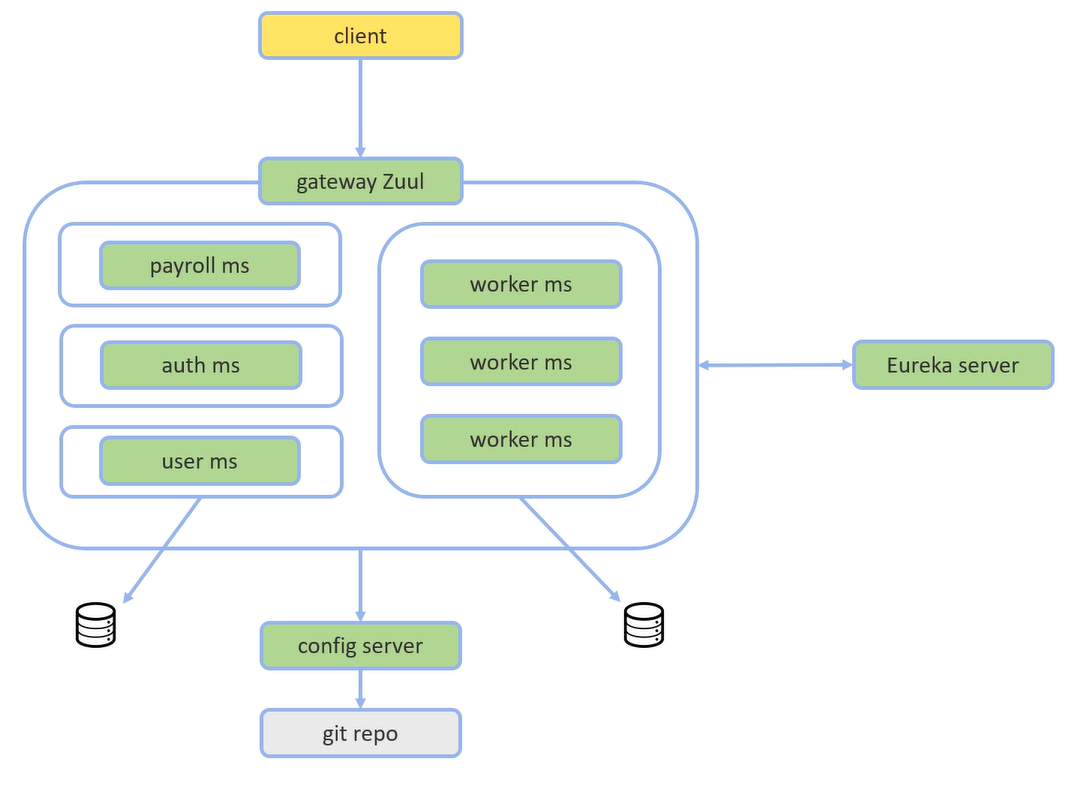 client
gateway Zuul
payroll ms
auth ms
user ms
worker ms
worker ms
worker ms
Eureka server
config server
git repo